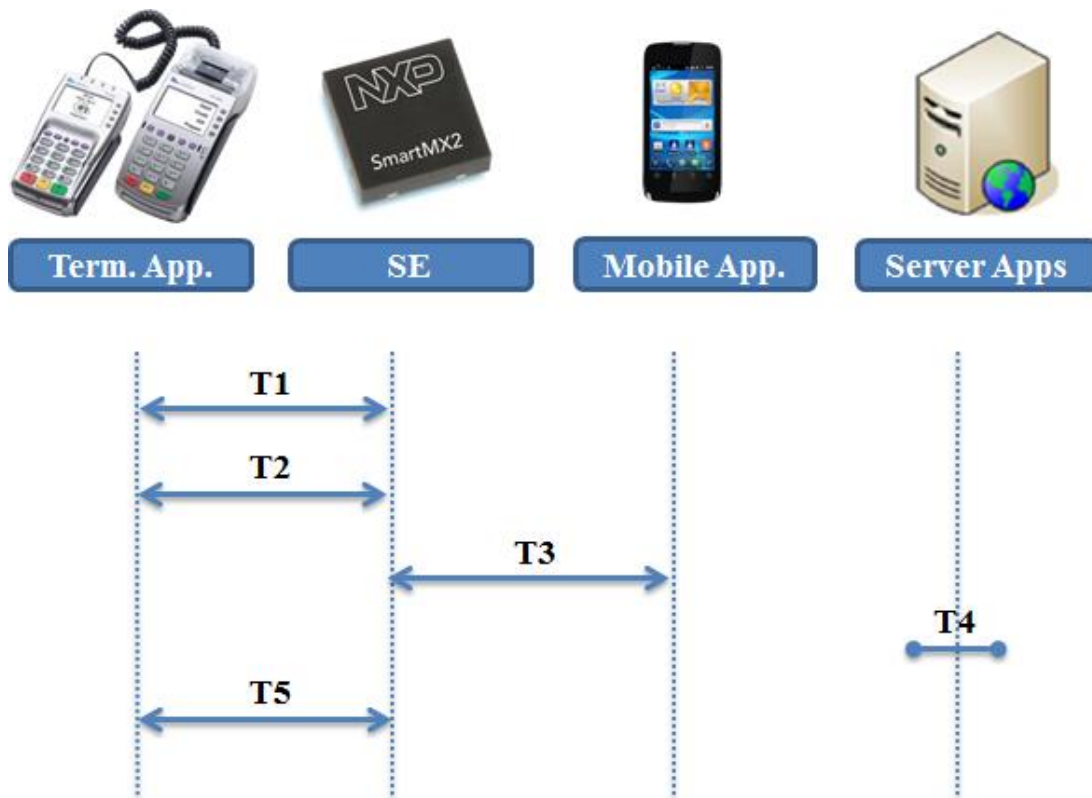 NXP
SmartMX2
Term. App.
SE
Mobile App.
Server Apps
T1
T2
T3
T4
T5